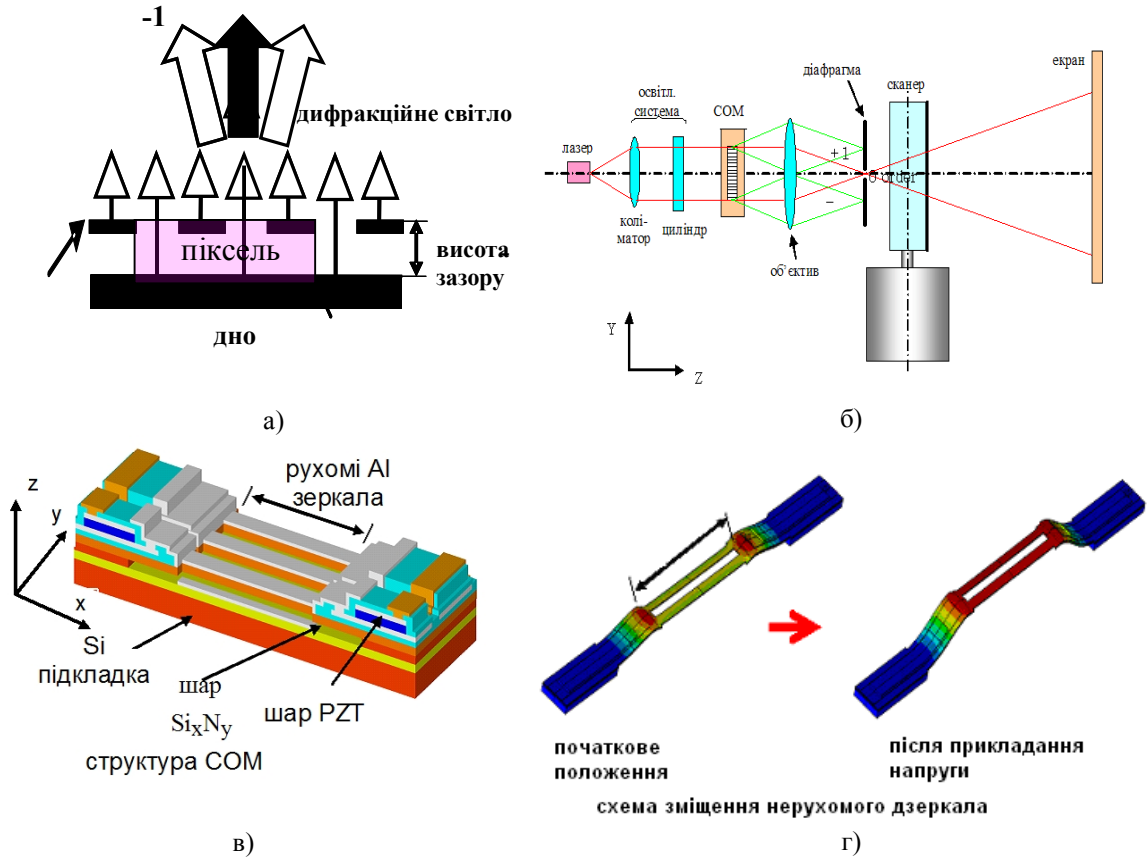 -1
дифракційне світло
піксель
висота
зазору
дно
а)
лазер
освітл.
система
СОМ
діафрагма
сканер
екран
+1
0 order
–
колі-
матор
циліндр
об’єктив
Y
Z
б)
z
y
x
рухомі Al
зеркала
Si
підкладка
шар
SixNy
шар PZT
структура СОМ
в)
початкове
положення
після прикладання
напруги
схема зміщення нерухомого дзеркала
г)